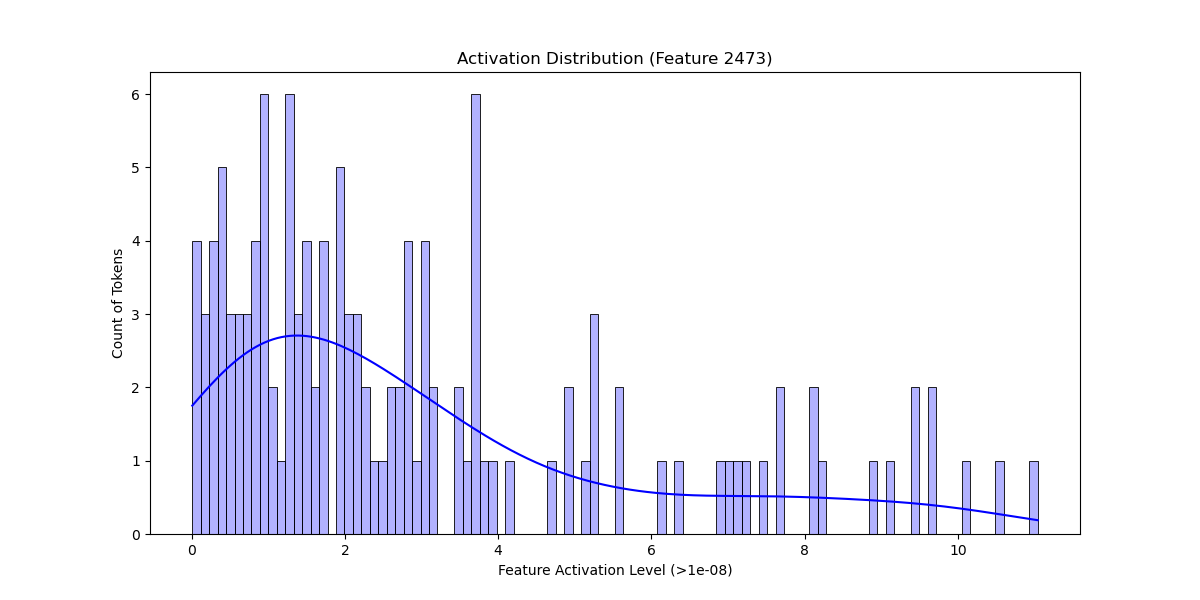 Activation Distribution (Feature 2473)
6
5
4
3
2
1
0
Count of Tokens
0 2 4 6 8 10
Feature Activation Level (>1e-08)